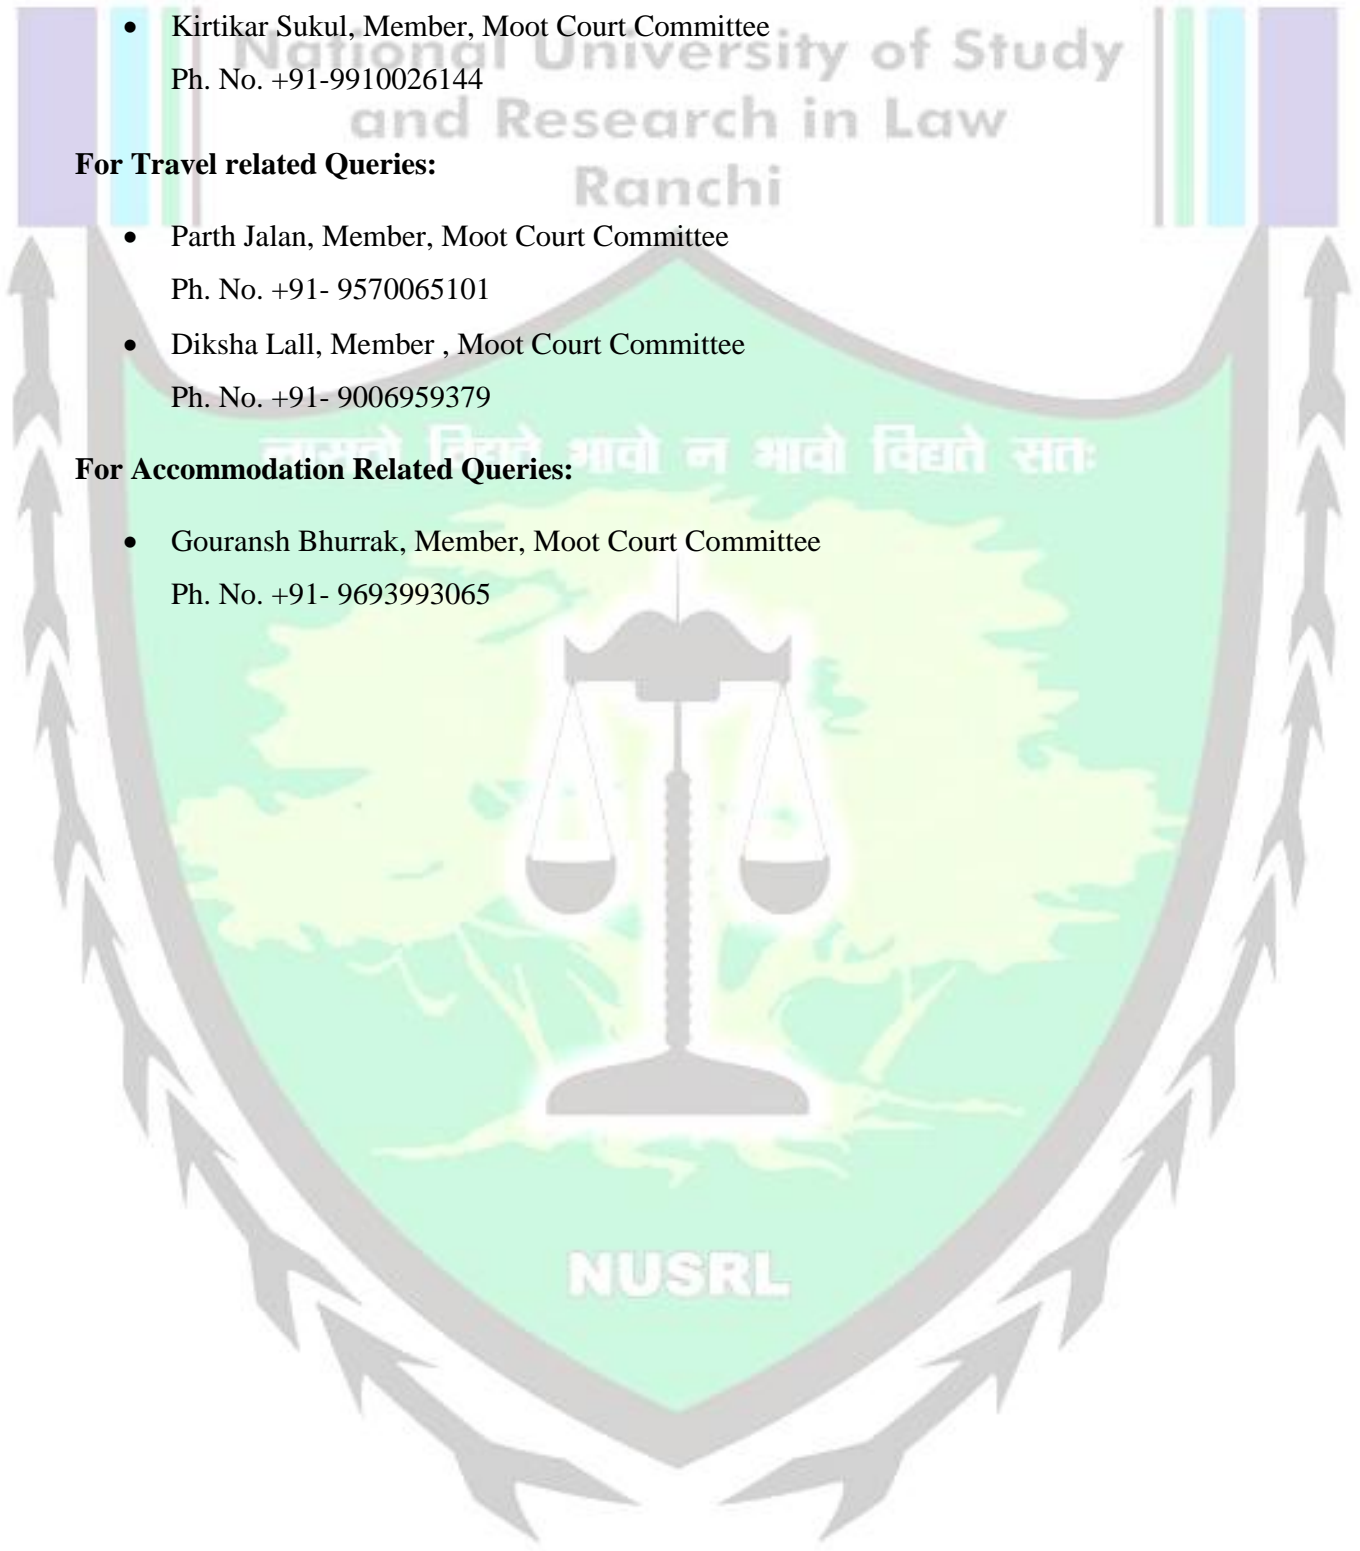 National University of Study
and Research in Law
Ranchi
• Kirtikar Sukul, Member, Moot Court Committee
Ph. No. +91-9910026144
For Travel related Queries:
• Parth Jalan, Member, Moot Court Committee
Ph. No. +91- 9570065101
• Diksha Lall, Member , Moot Court Committee
Ph. No. +91- 9006959379
नासतो विद्यते भावो न भावो विद्यते सतः
For Accommodation Related Queries:
• Gouransh Bhurrak, Member, Moot Court Committee
Ph. No. +91- 9693993065
NUSRL